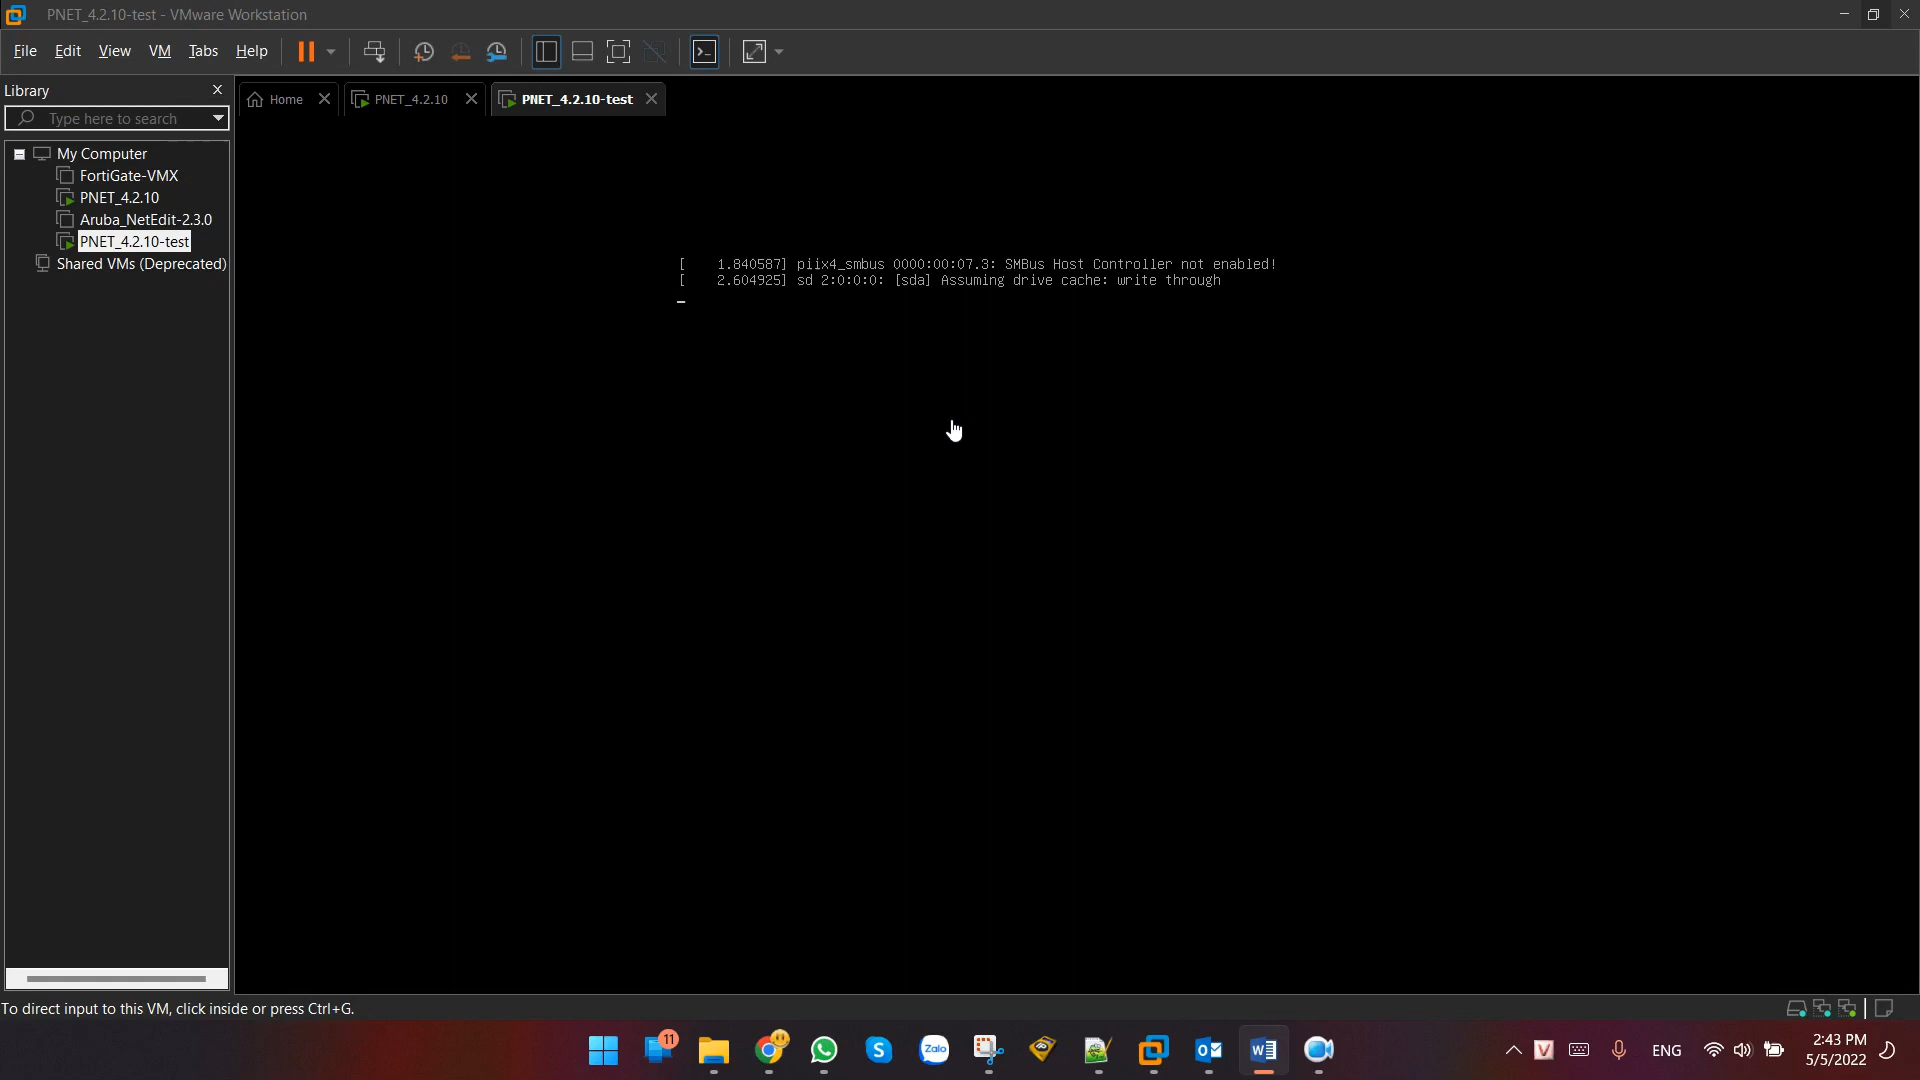 PNET_4.2.10-test - VMware Workstation
File Edit View VM Tabs Help
Library
Type here to search
My Computer
FortiGate-VMX
PNET_4.2.10
Aruba_NetEdit-2.3.0
PNET_4.2.10-test
Shared VMs (Deprecated)
Home
PNET_4.2.10
PNET_4.2.10-test
[    1.840587] piix4_smbus 0000:00:07.3: SMBus Host Controller not enabled!
[    2.604925] sd 2:0:0:0: [sda] Assuming drive cache: write through
To direct input to this VM, click inside or press Ctrl+G.
11
S
Zalo
W
V
ENG
2:43 PM
5/5/2022